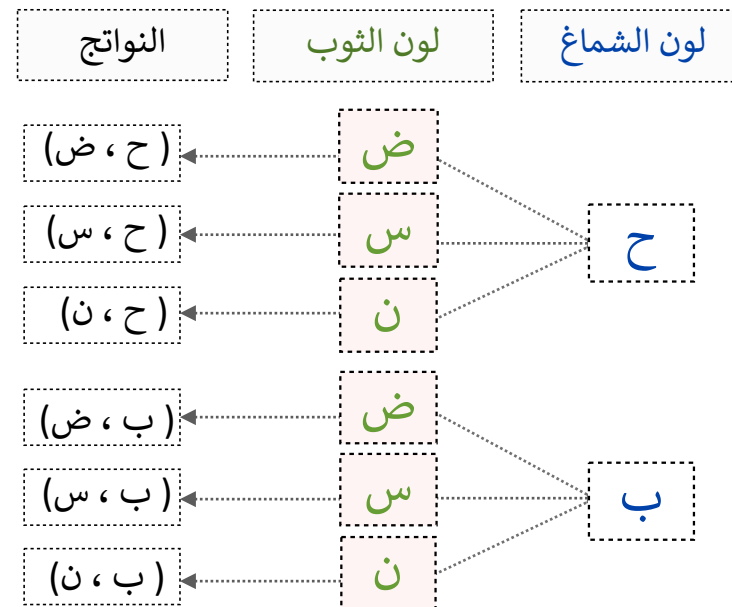 لون الشماغ لون الثوب النواتج
ض ( ح ، ض)
ح س ( ح ، س)
ن ( ح ، ن)
ض ( ب ، ض)
ب س ( ب ، س)
ن ( ب ، ن)